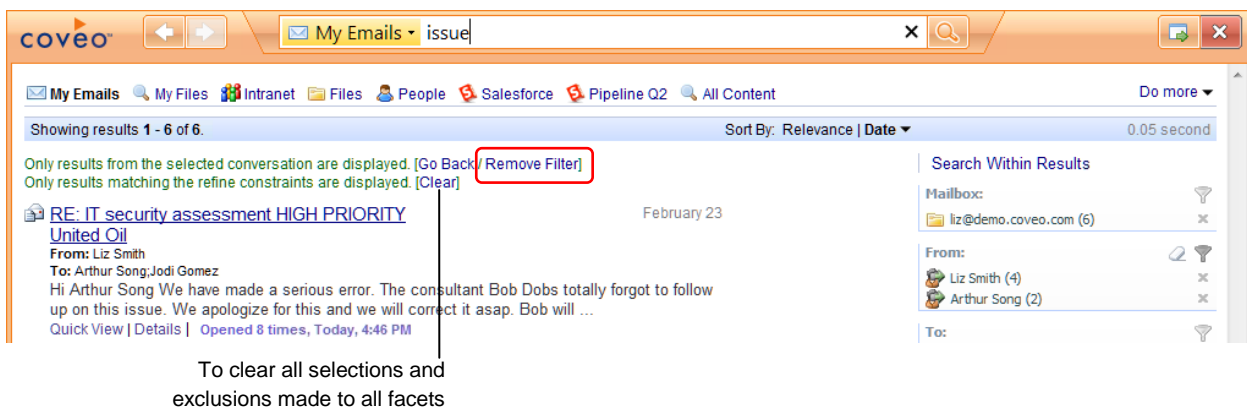 coveo™
My Emails issue
My Emails My Files Intranet Files People Salesforce Pipeline Q2 All Content Do more
Showing results 1 - 6 of 6. Sort By: Relevance | Date 0.05 second
Only results from the selected conversation are displayed. [Go Back / Remove Filter]
Only results matching the refine constraints are displayed. [Clear]
RE: IT security assessment HIGH PRIORITY
United Oil
February 23
From: Liz Smith
To: Arthur Song;Jodi Gomez
Hi Arthur Song We have made a serious error. The consultant Bob Dobs totally forgot to follow
up on this issue. We apologize for this and we will correct it asap. Bob will ...
Quick View | Details | Opened 8 times, Today, 4:46 PM
Search Within Results
Mailbox:
liz@demo.coveo.com (6)
From:
Liz Smith (4)
Arthur Song (2)
To:
To clear all selections and
exclusions made to all facets